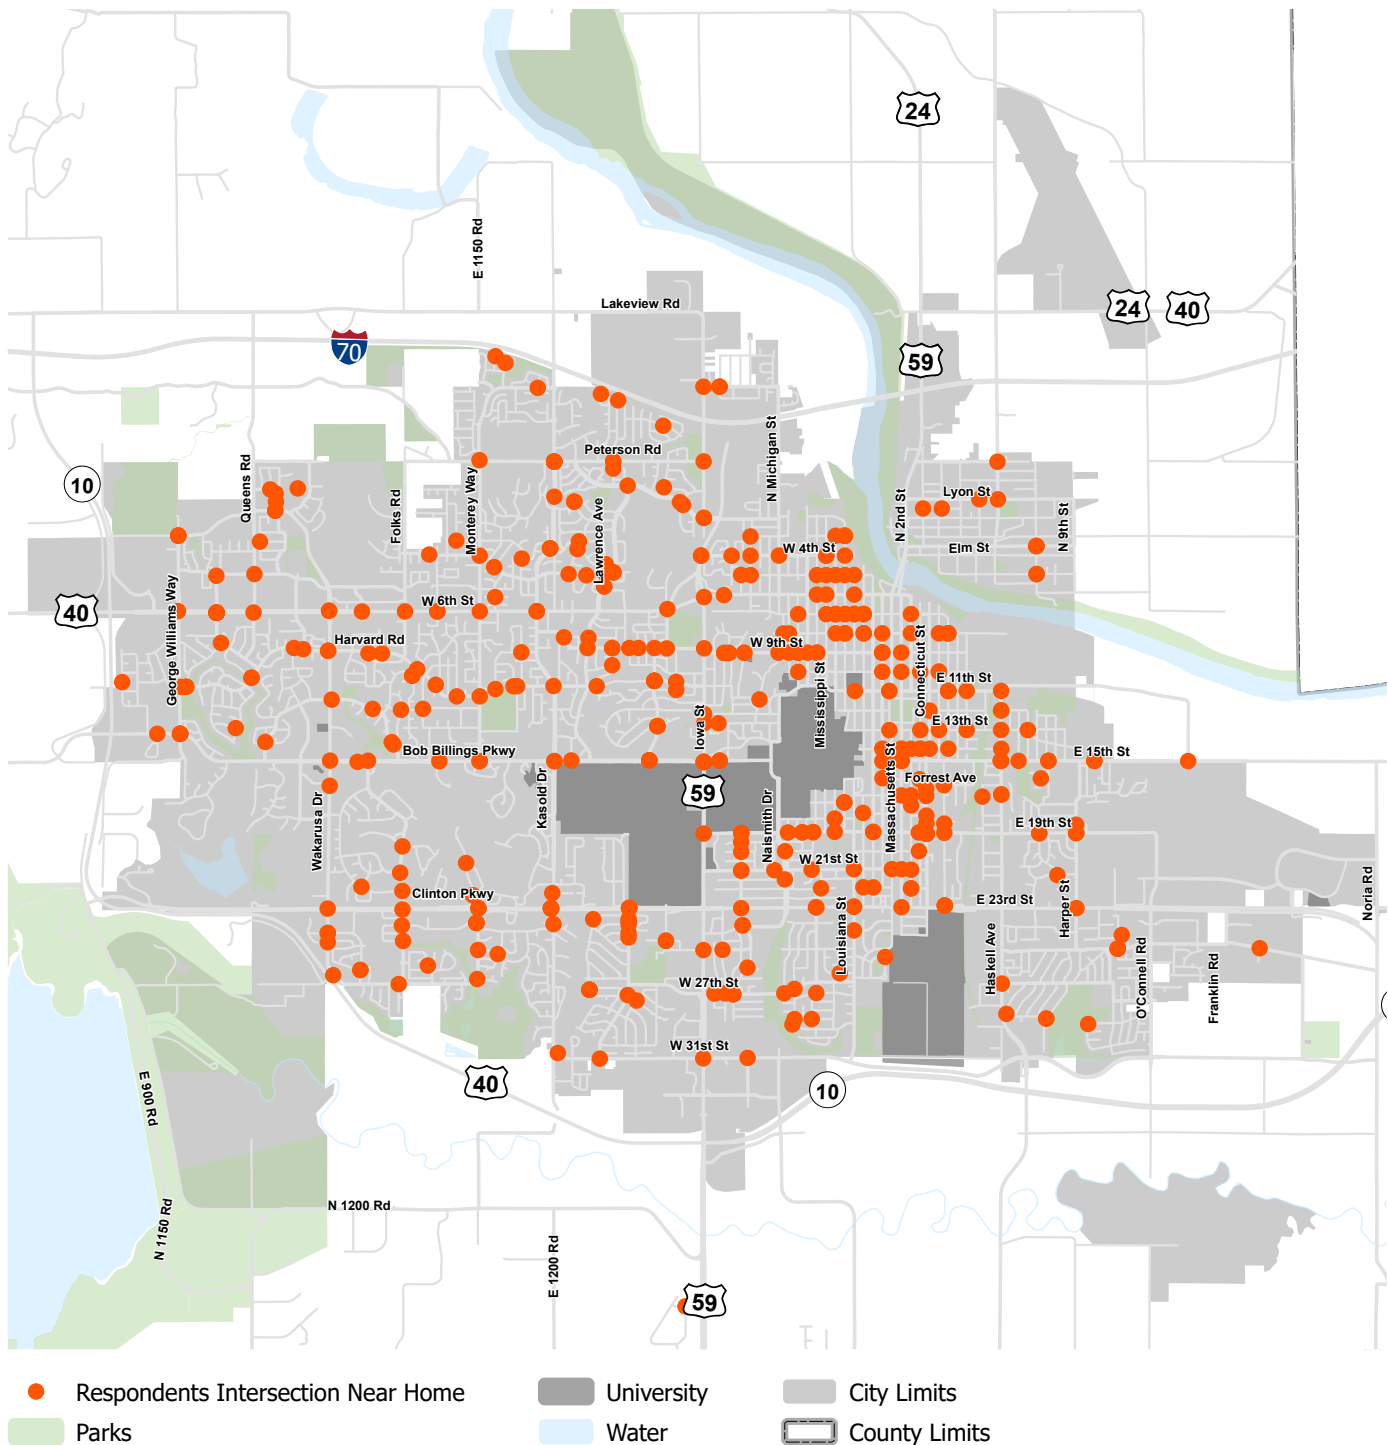 24
E 1150 Rd
Lakeview Rd
24
40
70
59
N Michigan St
Peterson Rd
10
Queens Rd
Folks Rd
Monterey Way
Lawrence Ave
N 2nd St
Lyon St
N 9th St
W 4th St
Elm St
George Williams Way
40
W 6th St
Harvard Rd
W 9th St
Connecticut St
Mississippi St
E 11th St
Iowa St
E 13th St
Bob Billings Pkwy
E 15th St
Massachusetts St
Forrest Ave
Kasold Dr
59
Wakarusa Dr
Naismith Dr
E 19th St
W 21st St
Clinton Pkwy
E 23rd St
Harper St
Noria Rd
Louisiana St
Haskell Ave
O'Connell Rd
Franklin Rd
W 27th St
W 31st St
40
10
E 900 Rd
N 1150 Rd
N 1200 Rd
E 1200 Rd
59
Respondents Intersection Near Home
University
City Limits
Parks
Water
County Limits